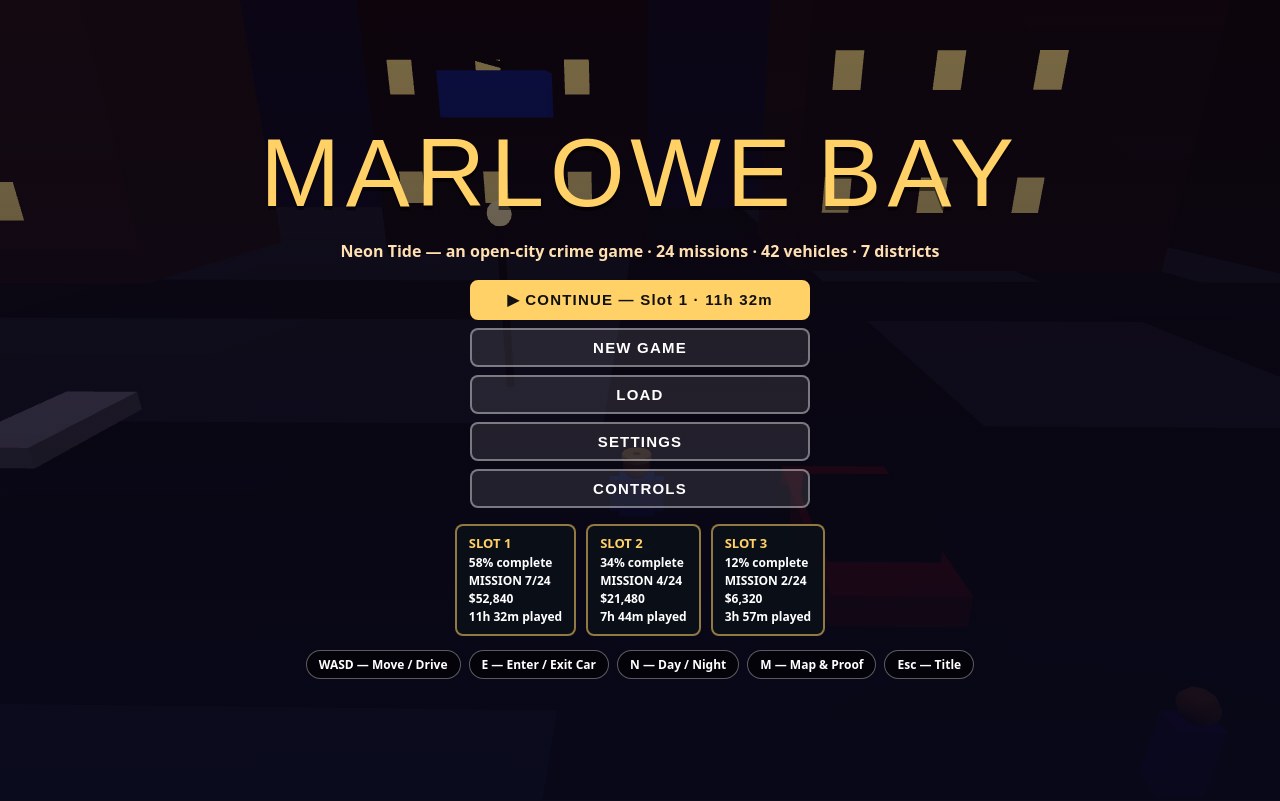 MARLOWE BAY
Neon Tide — an open-city crime game · 24 missions · 42 vehicles · 7 districts
▶ CONTINUE — Slot 1 · 11h 32m
NEW GAME
LOAD
SETTINGS
CONTROLS
SLOT 1
58% complete
MISSION 7/24
$52,840
11h 32m played
SLOT 2
34% complete
MISSION 4/24
$21,480
7h 44m played
SLOT 3
12% complete
MISSION 2/24
$6,320
3h 57m played
WASD — Move / Drive
E — Enter / Exit Car
N — Day / Night
M — Map & Proof
Esc — Title